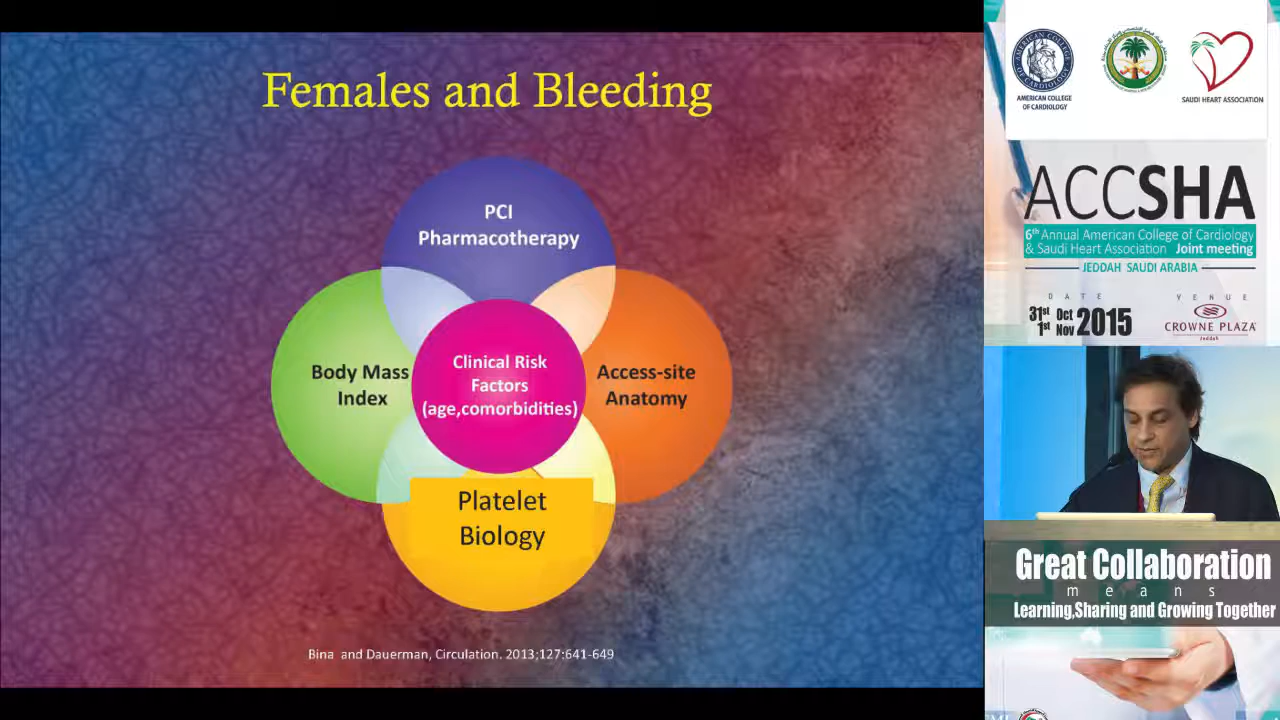 Females and Bleeding
PCI
Pharmacotherapy
Body Mass
Index
Clinical Risk
Factors
(age,comorbidities)
Access-site
Anatomy
Platelet
Biology
Bina and Dauerman, Circulation. 2013;127:641-649
AMERICAN COLLEGE
OF CARDIOLOGY
SAUDI HEART ASSOCIATION
ACCSHA
6th Annual American College of Cardiology
& Saudi Heart Association Joint meeting
JEDDAH SAUDI ARABIA
DATE
31st Oct
1st Nov 2015
VENUE
CROWNE PLAZA
Jeddah
Great Collaboration
means
Learning,Sharing and Growing Together